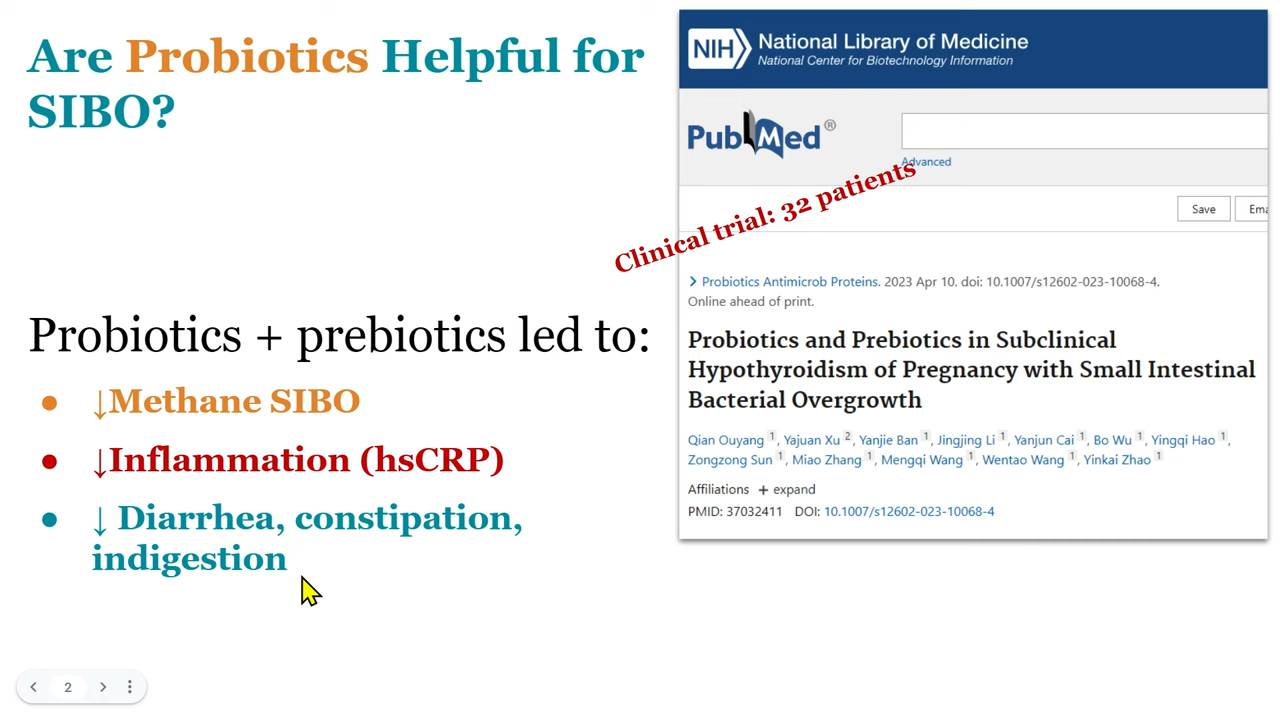 Are Probiotics Helpful for
SIBO?
Probiotics + prebiotics led to:
● ↓Methane SIBO
● ↓Inflammation (hsCRP)
● ↓ Diarrhea, constipation,
indigestion
Clinical trial: 32 patients
NIH National Library of Medicine
National Center for Biotechnology Information
PubMed®
Advanced
Save Ema
> Probiotics Antimicrob Proteins. 2023 Apr 10. doi: 10.1007/s12602-023-10068-4.
Online ahead of print.
Probiotics and Prebiotics in Subclinical
Hypothyroidism of Pregnancy with Small Intestinal
Bacterial Overgrowth
Qian Ouyang 1, Yajuan Xu 2, Yanjie Ban 1, Jingjing Li 1, Yanjun Cai 1, Bo Wu 1, Yingqi Hao 1,
Zongzong Sun 1, Miao Zhang 1, Mengqi Wang 1, Wentao Wang 1, Yinkai Zhao 1
Affiliations + expand
PMID: 37032411 DOI: 10.1007/s12602-023-10068-4
2